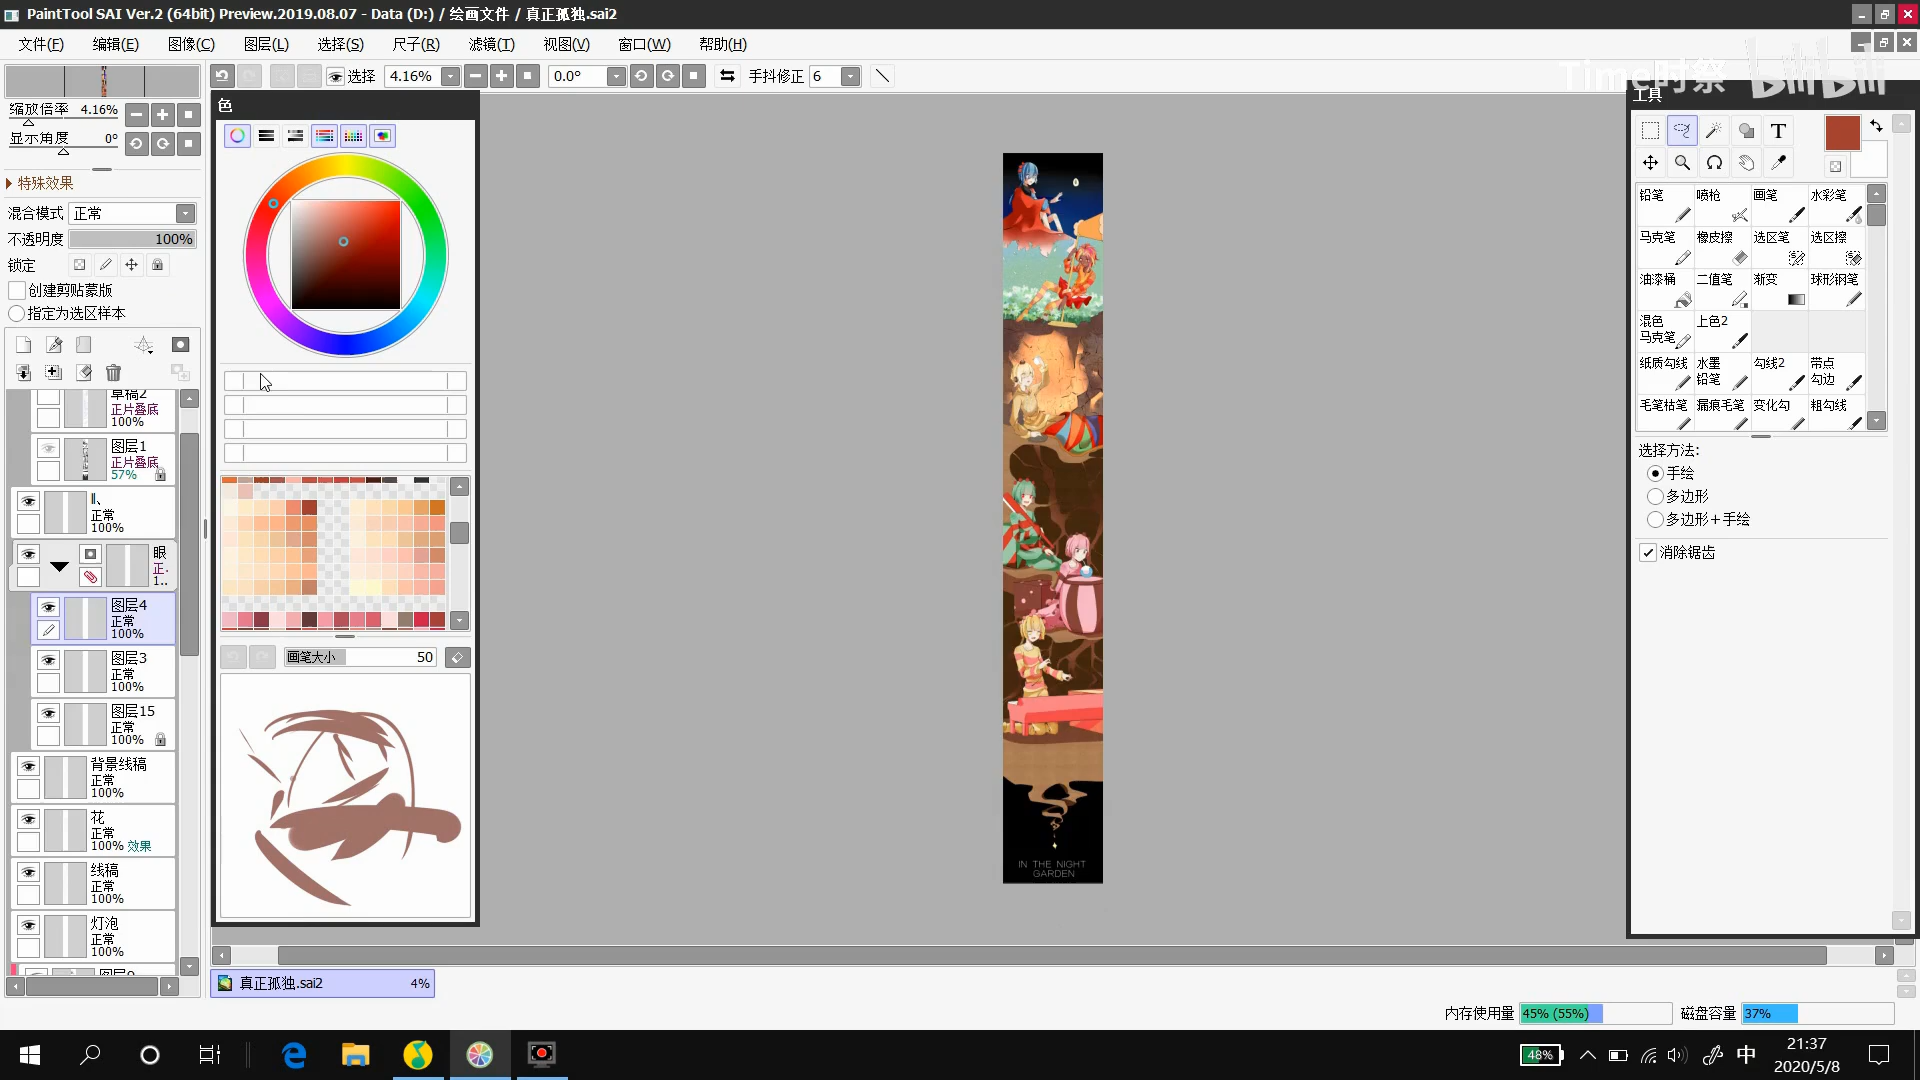 PaintTool SAI Ver.2 (64bit) Preview.2019.08.07 - Data (D:) / 绘画文件 / 真正孤独.sai2
文件(F) 编辑(E) 图像(C) 图层(L) 选择(S) 尺子(R) 滤镜(T) 视图(V) 窗口(W) 帮助(H)
选择 4.16% 0.0° 手抖修正 6
Time时祭 bilibili
缩放倍率 4.16%
显示角度 0°
特殊效果
混合模式 正常
不透明度 100%
锁定
创建剪贴蒙版
指定为选区样本
草稿2
正片叠底
100%
图层1
正片叠底
57%
正常
100%
眼
正.
1..
图层4
正常
100%
图层3
正常
100%
图层15
正常
100%
背景线稿
正常
100%
花
正常
100% 效果
线稿
正常
100%
灯泡
正常
100%
色
画笔大小 50
IN THE NIGHT
GARDEN
工具
T
铅笔 喷枪 画笔 水彩笔
马克笔 橡皮擦 选区笔 选区擦
油漆桶 二值笔 渐变 球形钢笔
混色
马克笔
上色2
纸质勾线
水墨
铅笔
勾线2
带点
勾边
毛笔枯笔 漏痕毛笔 变化勾 粗勾线
选择方法:
手绘
多边形
多边形+手绘
消除锯齿
真正孤独.sai2 4%
内存使用量 45% (55%) 磁盘容量 37%
48%
中
21:37
2020/5/8